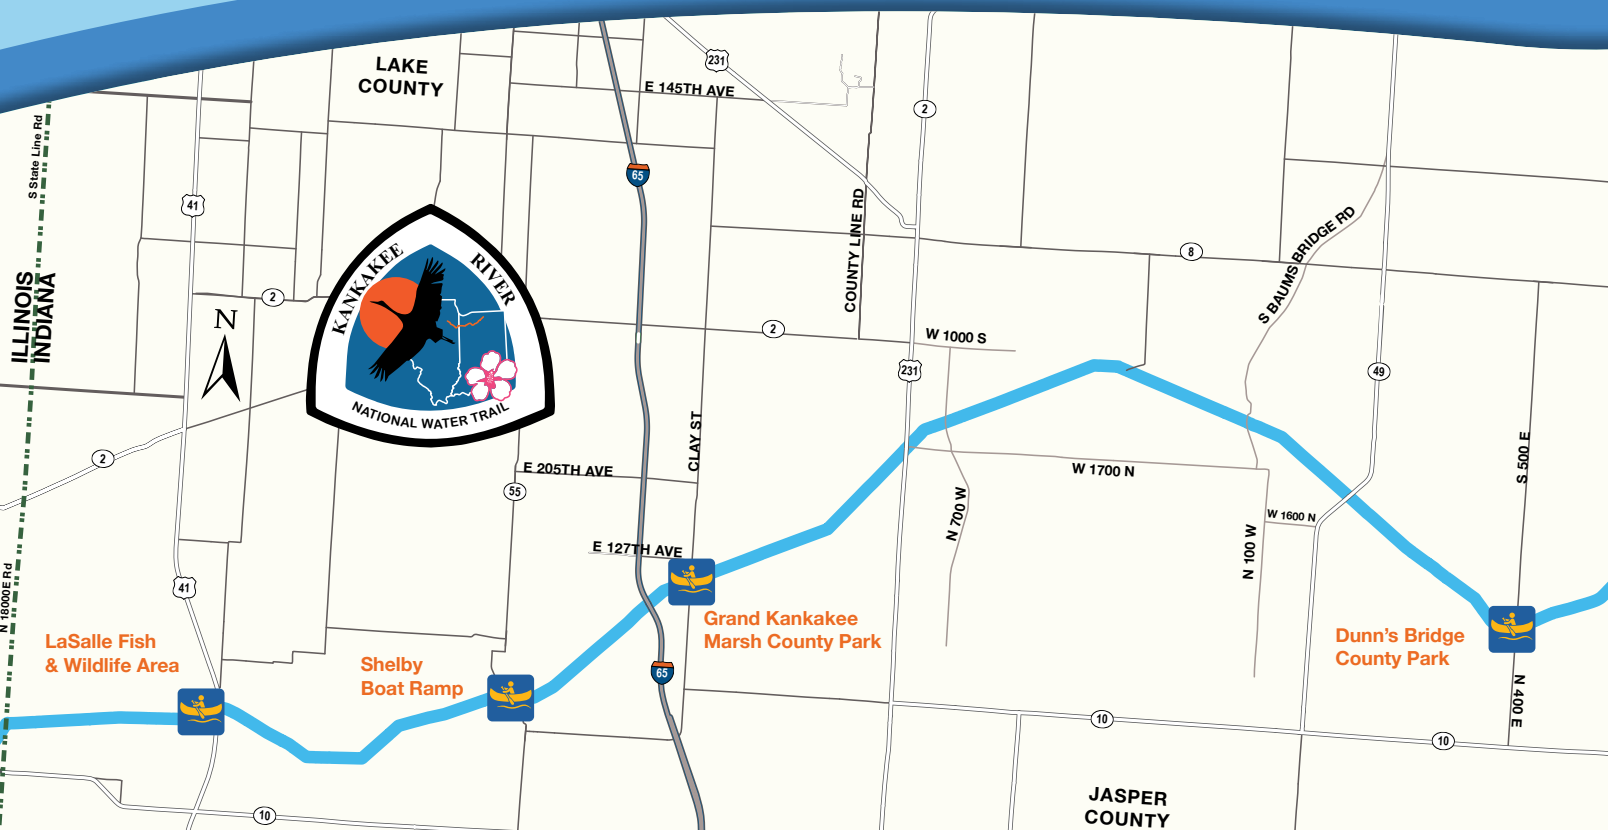 LAKE
COUNTY
231
E 145TH AVE
2
65
S State Line Rd
41
COUNTY LINE RD
S BAUMS BRIDGE RD
8
KANKAKEE
RIVER
NATIONAL WATER TRAIL
ILLINOIS
INDIANA
N
2
2
W 1000 S
231
49
CLAY ST
2
E 205TH AVE
55
W 1700 N
S 500 E
N 700 W
W 1600 N
N 100 W
E 127TH AVE
41
N 18000E Rd
LaSalle Fish
& Wildlife Area
Shelby
Boat Ramp
Grand Kankakee
Marsh County Park
Dunn's Bridge
County Park
65
N 400 E
10
10
JASPER
COUNTY
10